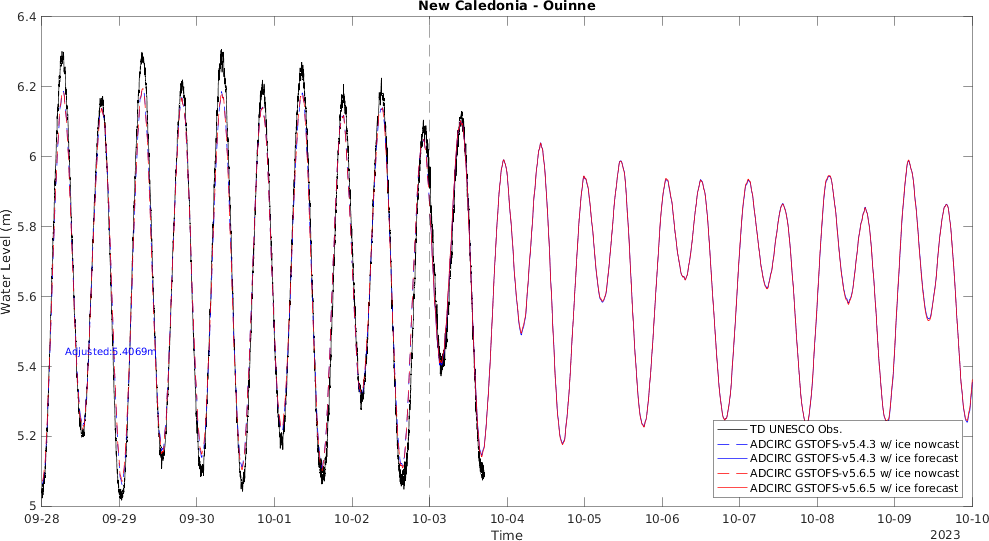 New Caledonia - Ouinne
6.4
6.2
6
5.8
5.6
5.4
5.2
5
Water Level (m)
Adjusted:5.4069m
TD UNESCO Obs.
ADCIRC GSTOFS-v5.4.3 w/ ice nowcast
ADCIRC GSTOFS-v5.4.3 w/ ice forecast
ADCIRC GSTOFS-v5.6.5 w/ ice nowcast
ADCIRC GSTOFS-v5.6.5 w/ ice forecast
09-28 09-29 09-30 10-01 10-02 10-03 10-04 10-05 10-06 10-07 10-08 10-09 10-10
Time
2023